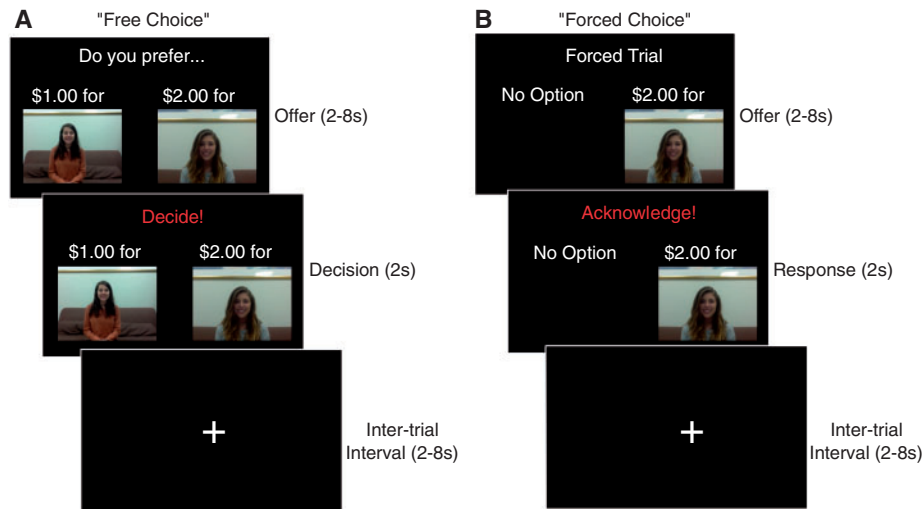 A
"Free Choice"
Do you prefer...
$1.00 for
$2.00 for
Offer (2-8s)
Decide!
$1.00 for
$2.00 for
Decision (2s)
+
Inter-trial
Interval (2-8s)
B
"Forced Choice"
Forced Trial
No Option
$2.00 for
Offer (2-8s)
Acknowledge!
No Option
$2.00 for
Response (2s)
+
Inter-trial
Interval (2-8s)